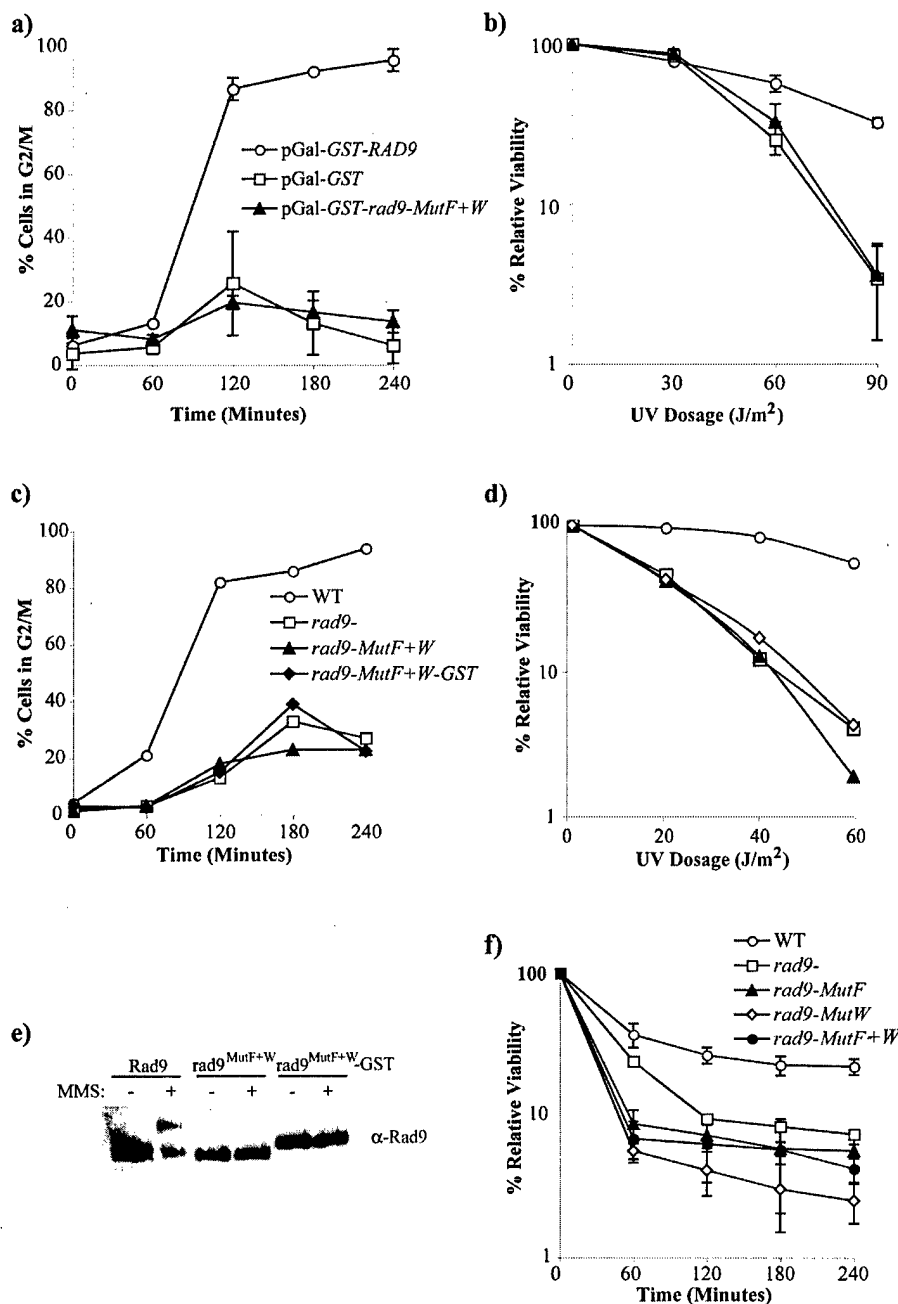 a)
100
80
60
40
20
0
% Cells in G2/M
pGal-GST-RAD9
pGal-GST
pGal-GST-rad9-MutF+W
0 60 120 180 240
Time (Minutes)
b)
100
10
1
% Relative Viability
0 30 60 90
UV Dosage (J/m²)
c)
100
80
60
40
20
0
% Cells in G2/M
WT
rad9-
rad9-MutF+W
rad9-MutF+W-GST
0 60 120 180 240
Time (Minutes)
d)
100
10
1
% Relative Viability
0 20 40 60
UV Dosage (J/m²)
e)
Rad9 rad9MutF+W rad9MutF+W-GST
MMS: - + - + - +
α-Rad9
f)
WT
rad9-
rad9-MutF
rad9-MutW
rad9-MutF+W
100
10
1
% Relative Viability
0 60 120 180 240
Time (Minutes)